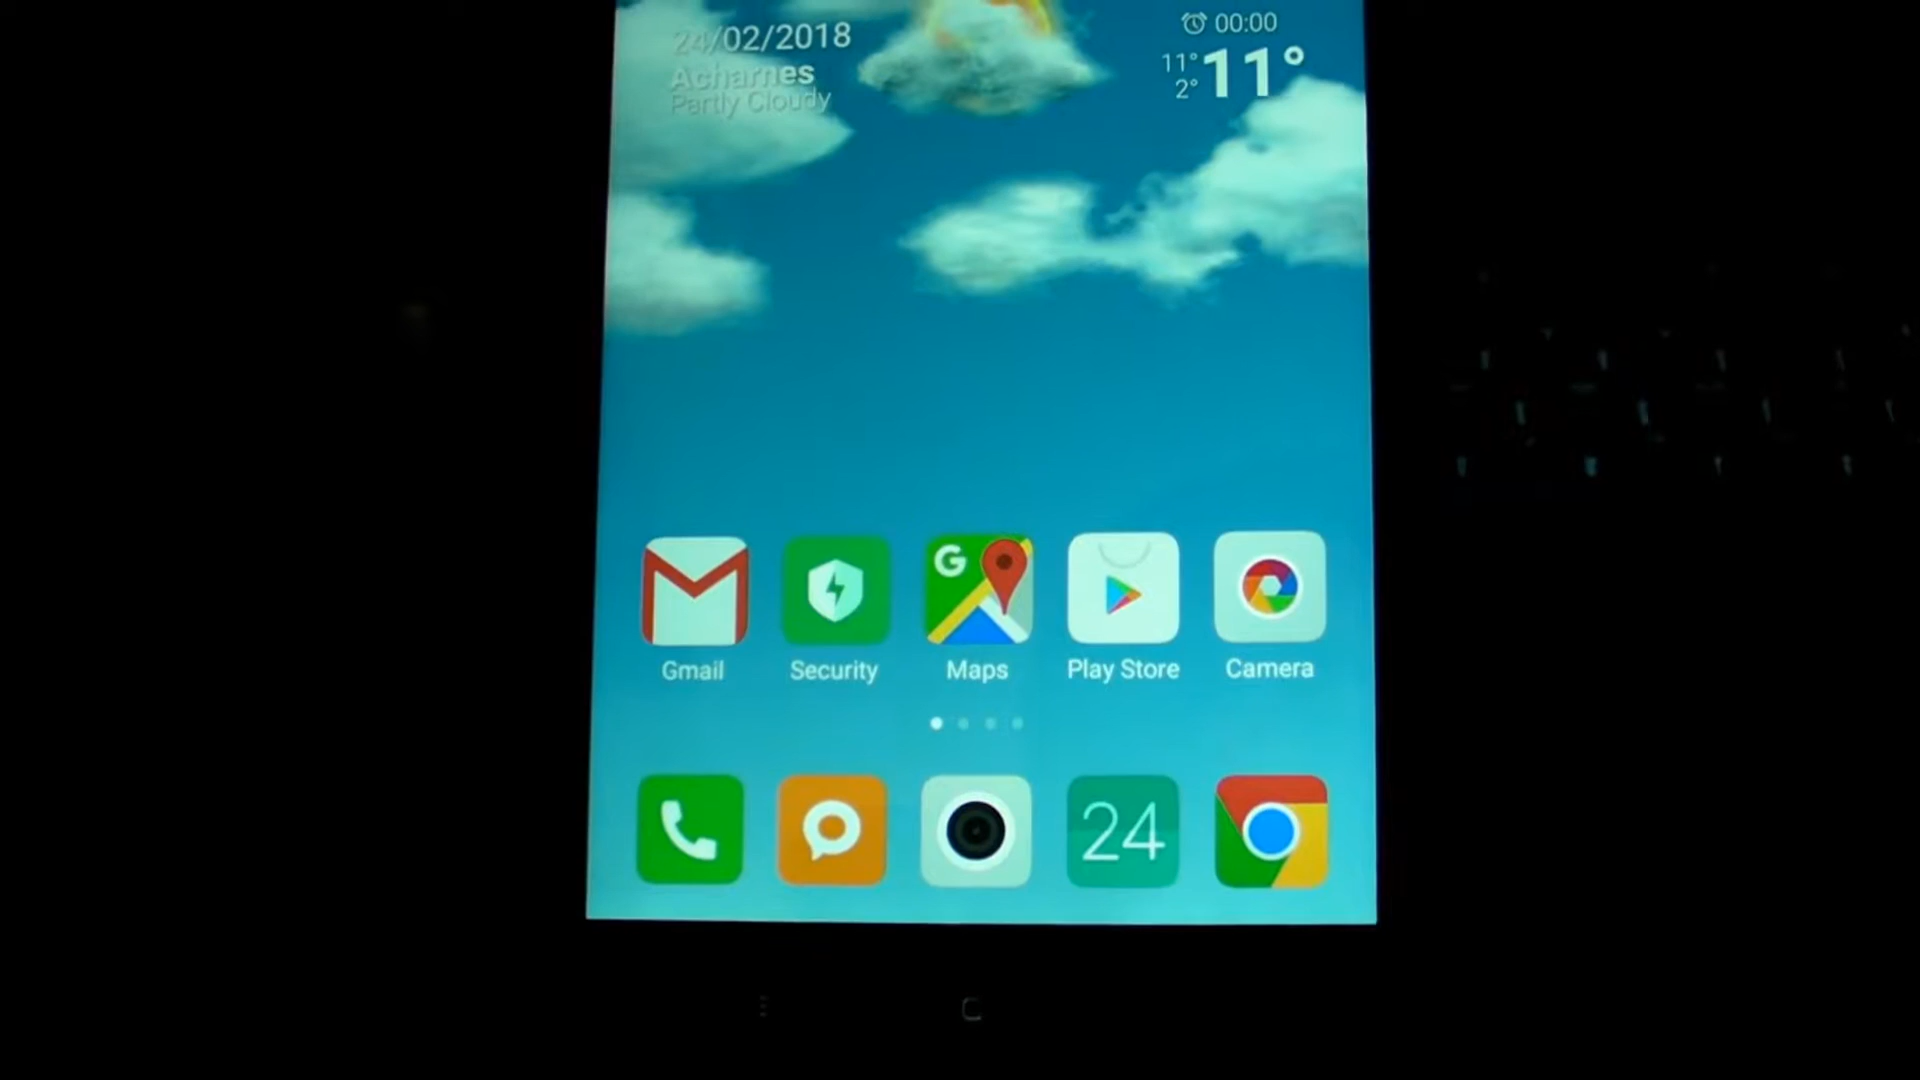 24/02/2018
Acharnes
Partly Cloudy
00:00
11°
2°
11°
G
Gmail
Security
Maps
Play Store
Camera
24